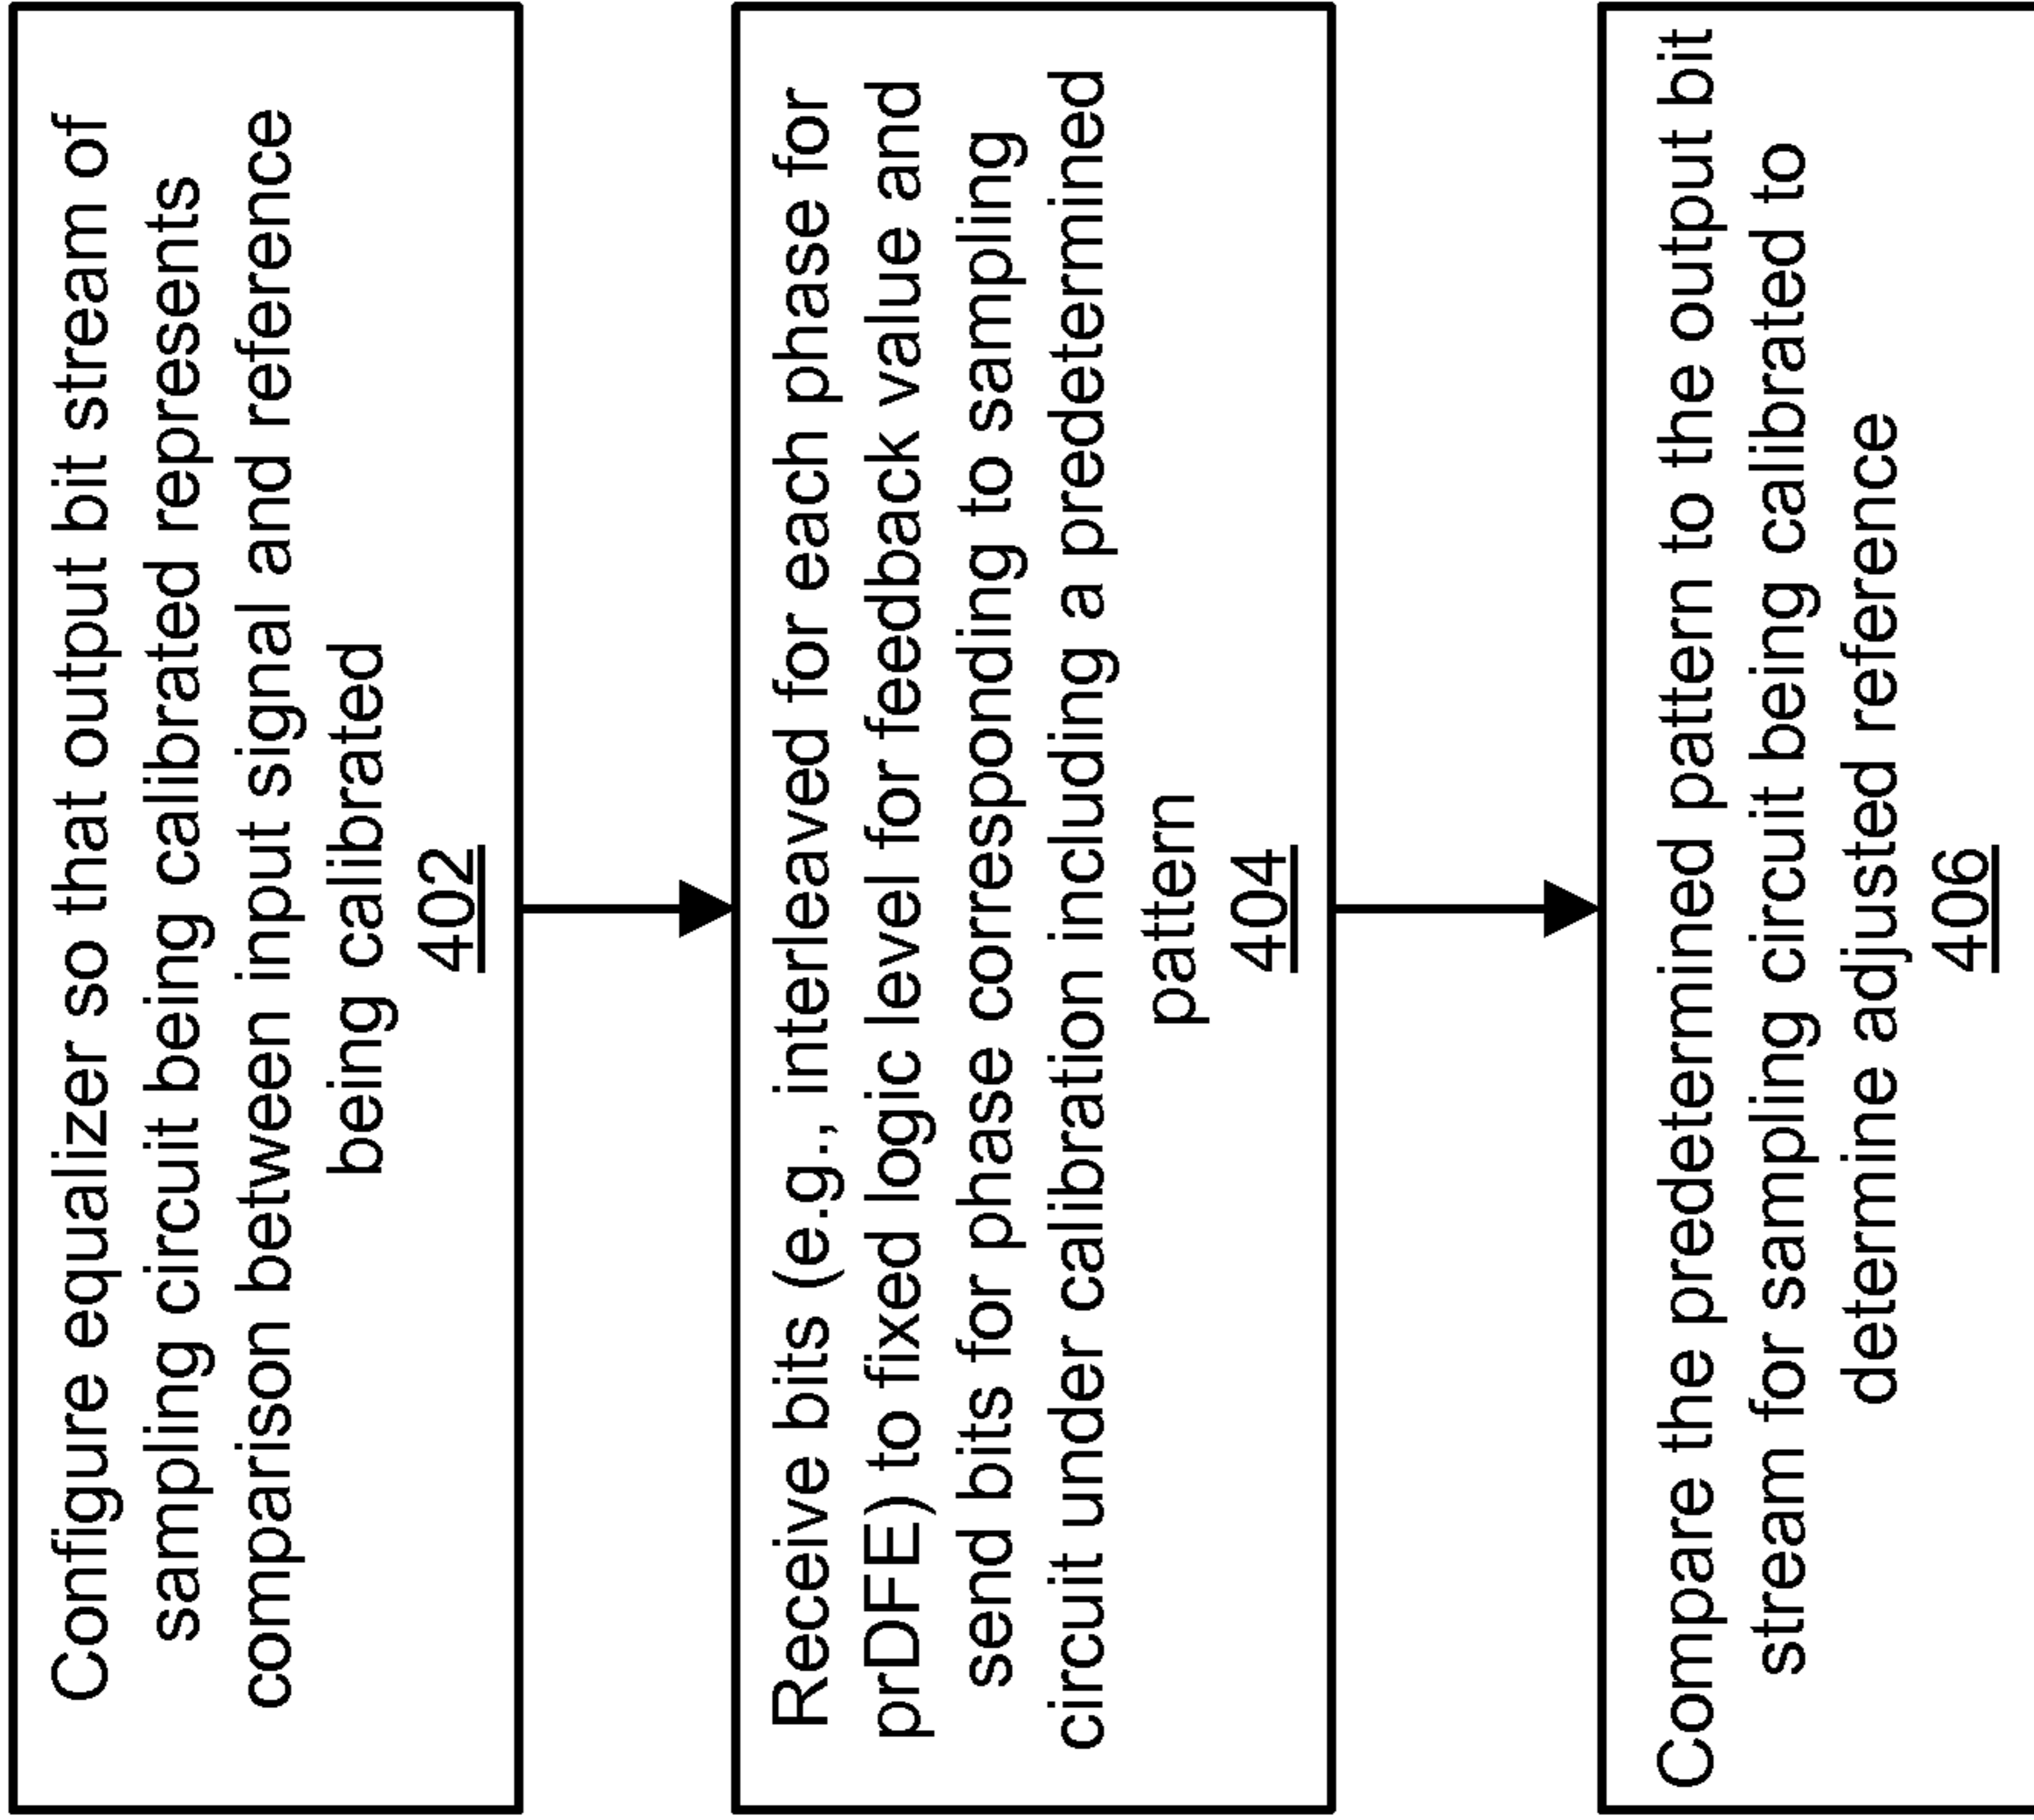 Configure equalizer so that output bit stream of
sampling circuit being calibrated represents
comparison between input signal and reference
being calibrated
402
Receive bits (e.g., interleaved for each phase for
prDFE) to fixed logic level for feedback value and
send bits for phase corresponding to sampling
circuit under calibration including a predetermined
pattern
404
Compare the predetermined pattern to the output bit
stream for sampling circuit being calibrated to
determine adjusted reference
406